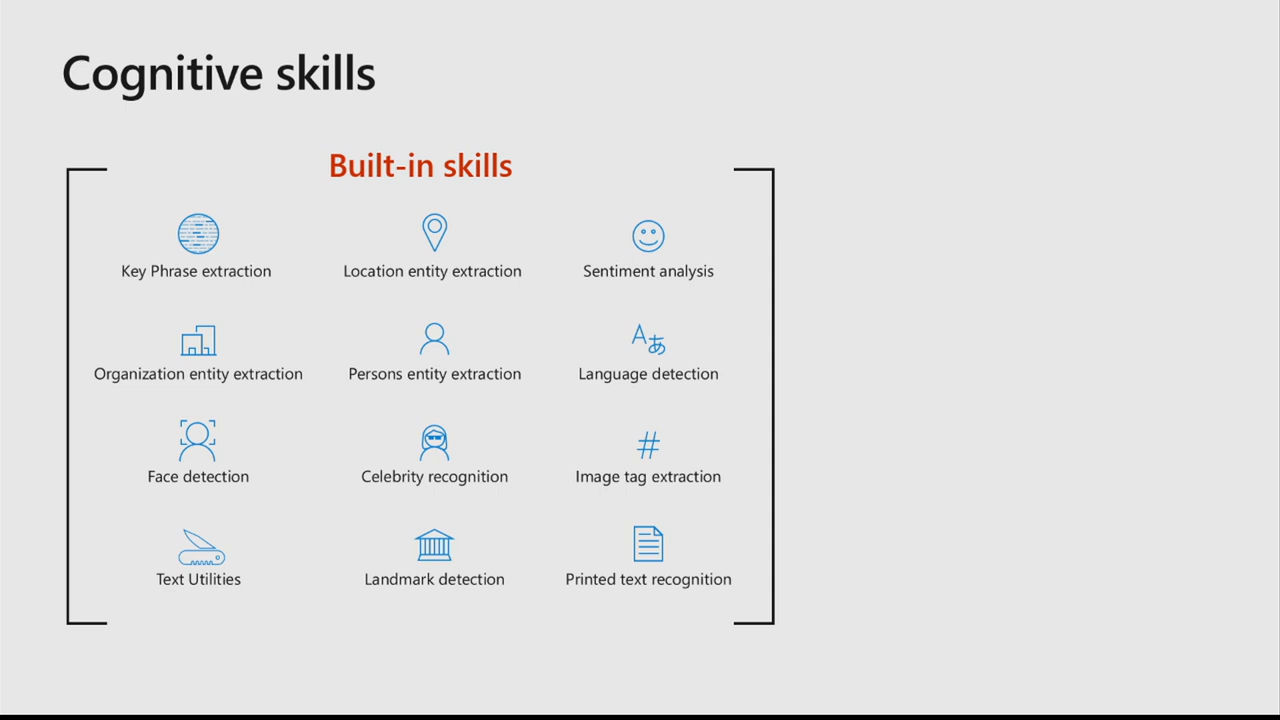 Cognitive skills
Built-in skills
Key Phrase extraction
Location entity extraction
Sentiment analysis
Organization entity extraction
Persons entity extraction
Language detection
Face detection
Celebrity recognition
Image tag extraction
Text Utilities
Landmark detection
Printed text recognition